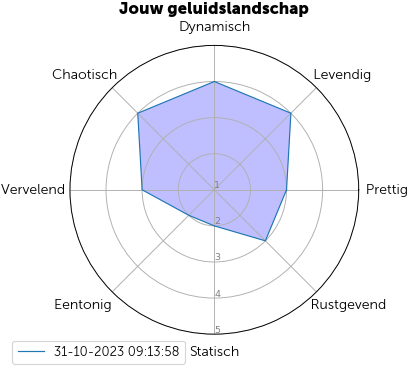 Jouw geluidslandschap
Dynamisch
Chaotisch
Levendig
Vervelend
1
Prettig
2
3
4
Eentonig
Rustgevend
5
31-10-2023 09:13:58
Statisch